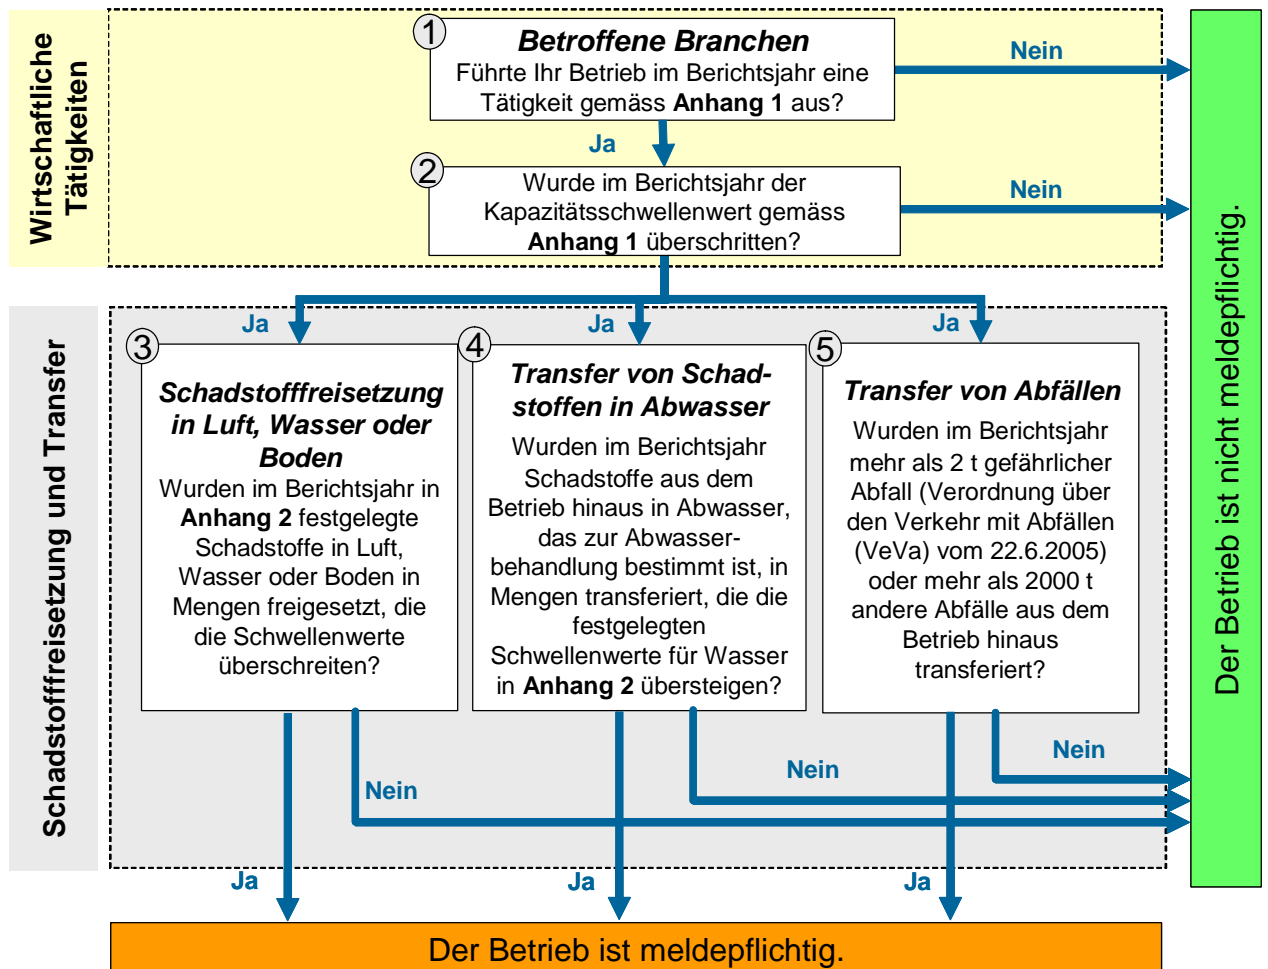 Wirtschaftliche
Tätigkeiten
1
Betroffene Branchen
Führte Ihr Betrieb im Berichtsjahr eine
Tätigkeit gemäss Anhang 1 aus?
Nein
Ja
2
Wurde im Berichtsjahr der
Kapazitätsschwellenwert gemäss
Anhang 1 überschritten?
Nein
Der Betrieb ist nicht meldepflichtig.
Schadstofffreisetzung und Transfer
Ja
Ja
Ja
3
Schadstofffreisetzung
in Luft, Wasser oder
Boden
Wurden im Berichtsjahr in
Anhang 2 festgelegte
Schadstoffe in Luft,
Wasser oder Boden in
Mengen freigesetzt, die
die Schwellenwerte
überschreiten?
4
Transfer von Schad-
stoffen in Abwasser
Wurden im Berichtsjahr
Schadstoffe aus dem
Betrieb hinaus in Abwasser,
das zur Abwasser-
behandlung bestimmt ist, in
Mengen transferiert, die die
festgelegten
Schwellenwerte für Wasser
in Anhang 2 übersteigen?
5
Transfer von Abfällen
Wurden im Berichtsjahr
mehr als 2 t gefährlicher
Abfall (Verordnung über
den Verkehr mit Abfällen
(VeVa) vom 22.6.2005)
oder mehr als 2000 t
andere Abfälle aus dem
Betrieb hinaus
transferiert?
Nein
Nein
Nein
Ja
Ja
Ja
Der Betrieb ist meldepflichtig.